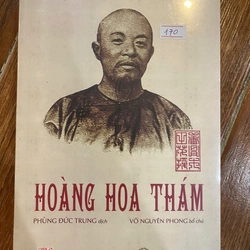 170
HOÀNG HOA THÁM
PHÙNG ĐỨC TRUNG dịch VÕ NGUYÊN PHONG bổ chú